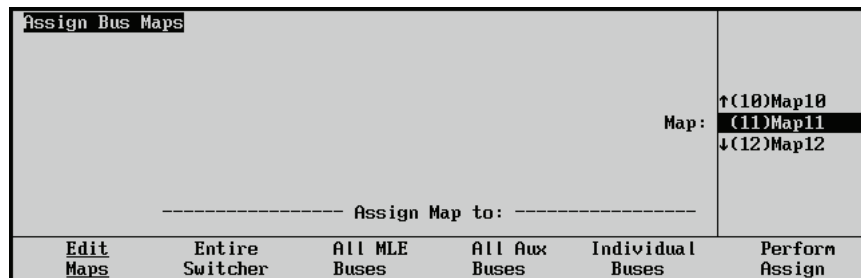 Assign Bus Maps
↑(10)Map10
Map: (11)Map11
↓(12)Map12
----------------- Assign Map to: -----------------
Edit Maps
Entire Switcher
All MLE Buses
All Aux Buses
Individual Buses
Perform Assign